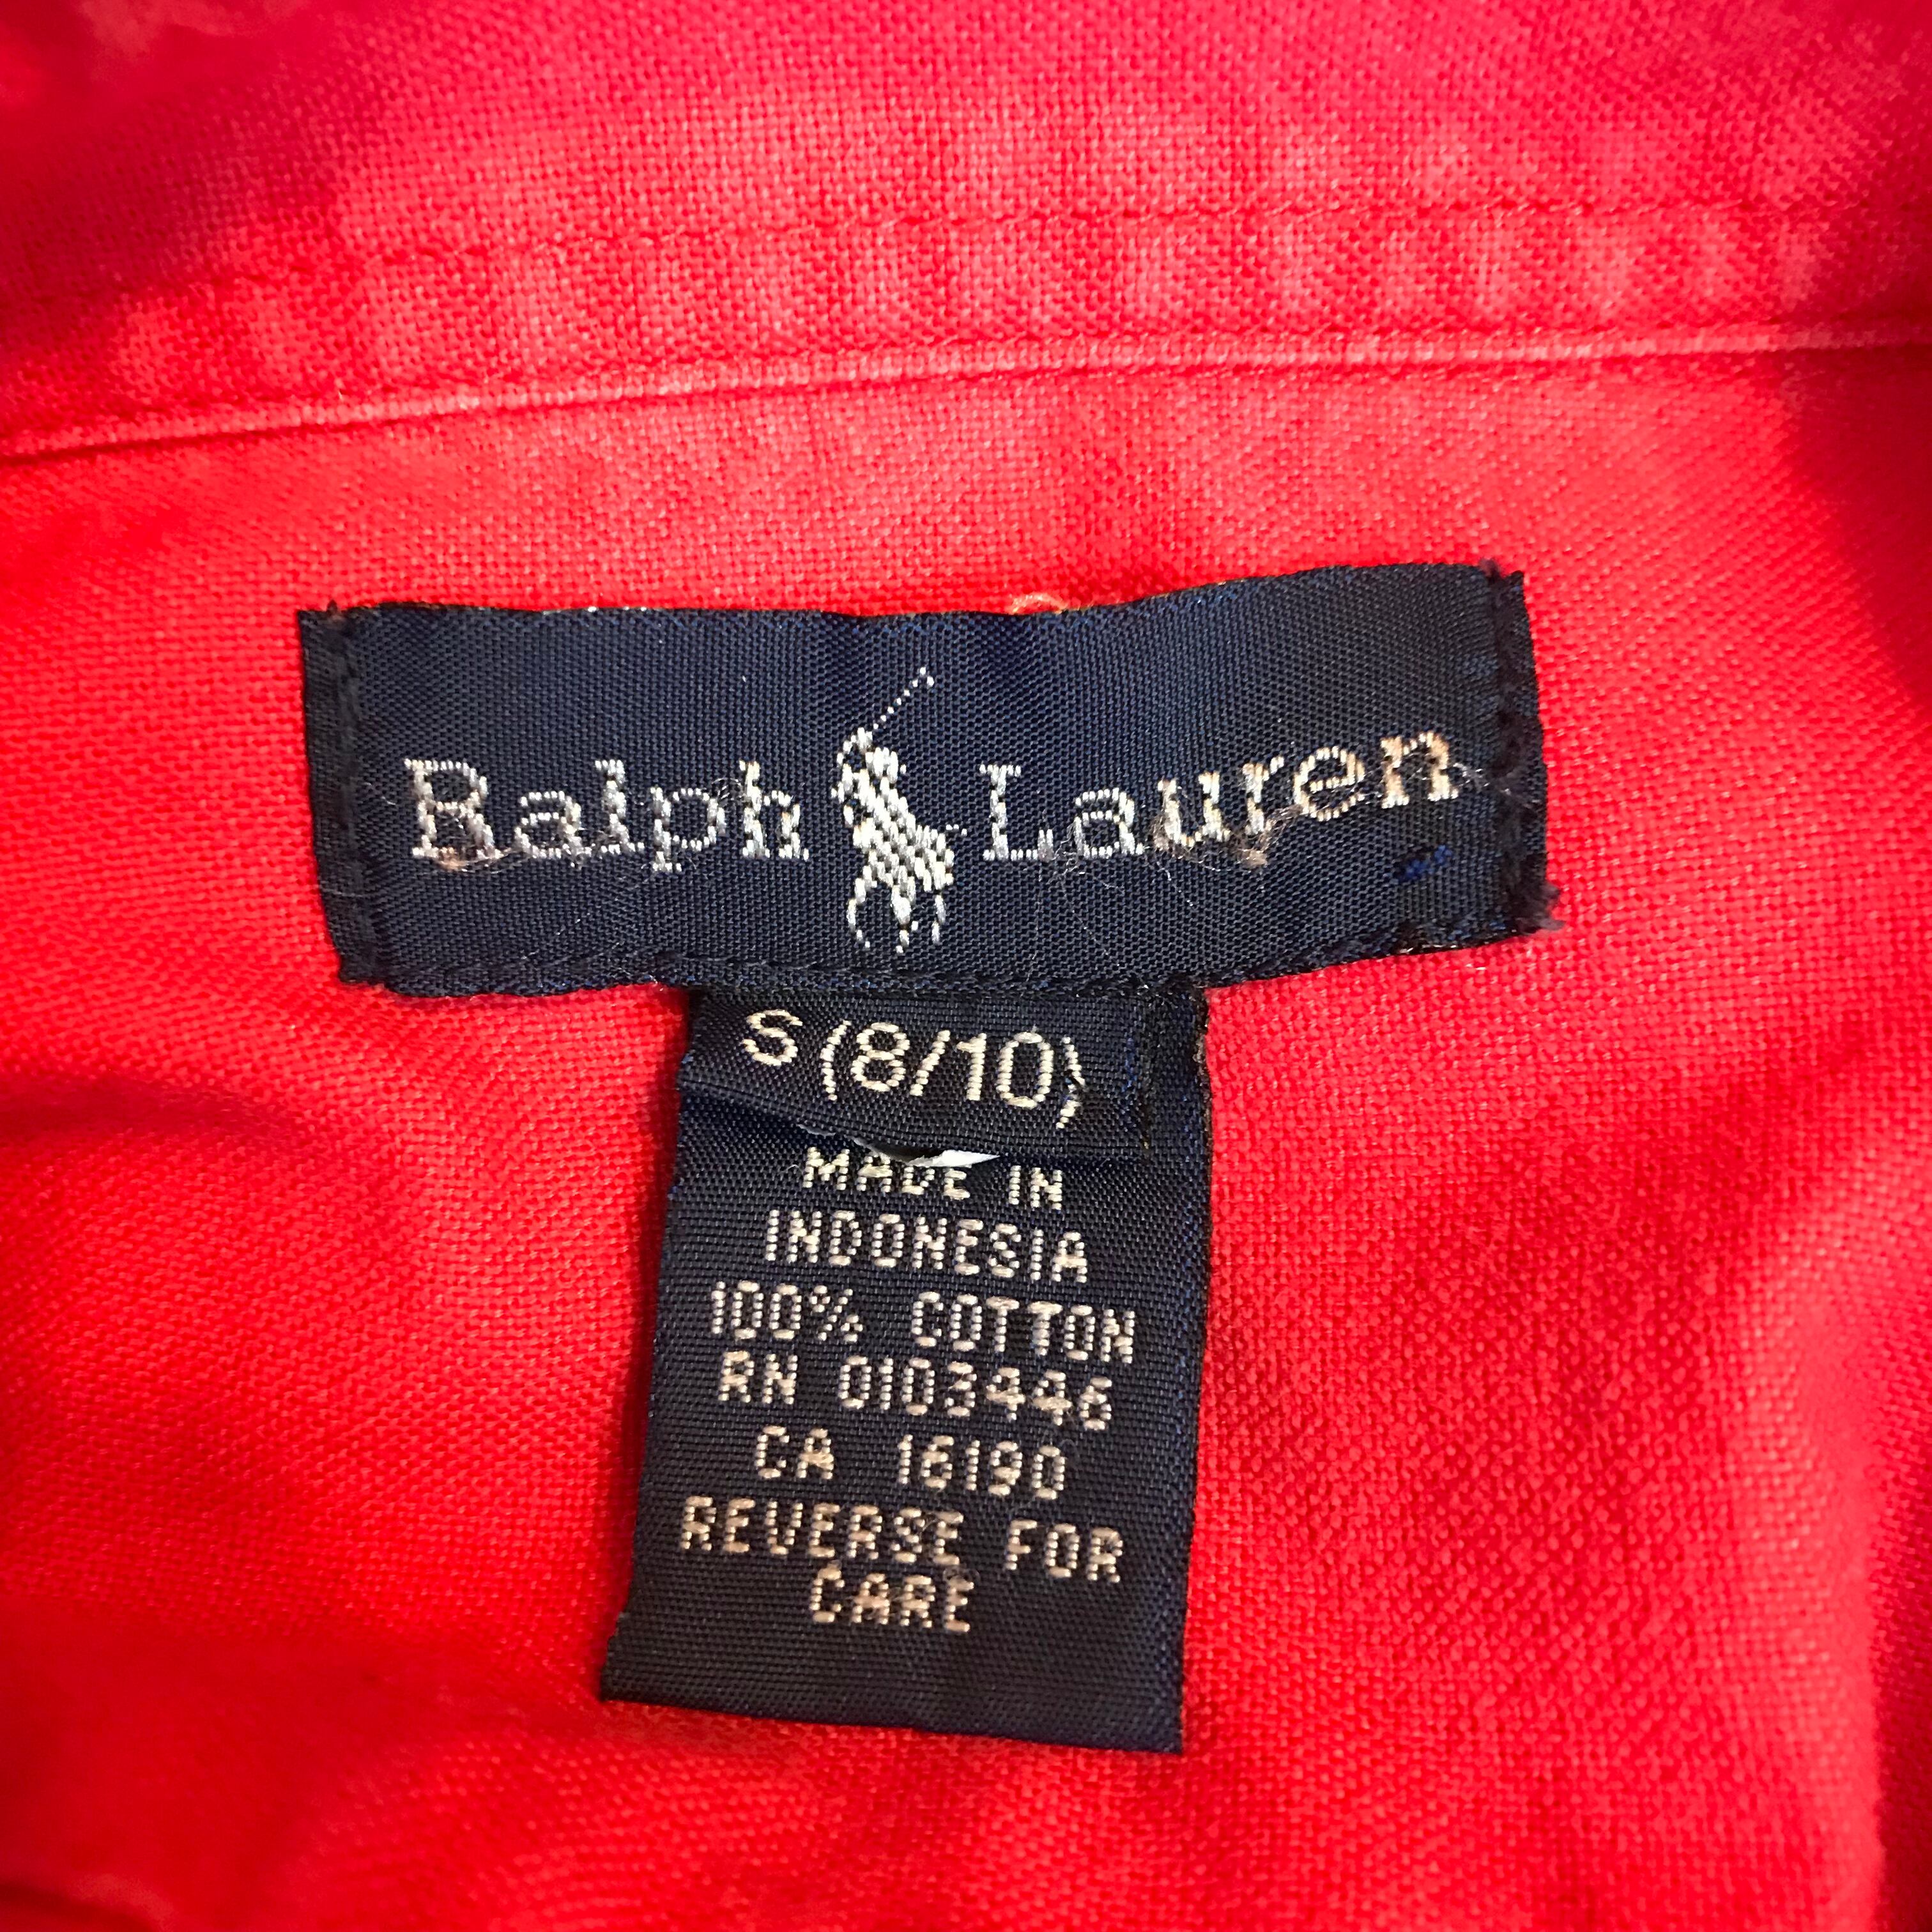 Ralph Lauren
S (8/10)
MADE IN
INDONESIA
100% COTTON
RN 0103446
CA 16190
REVERSE FOR
CARE